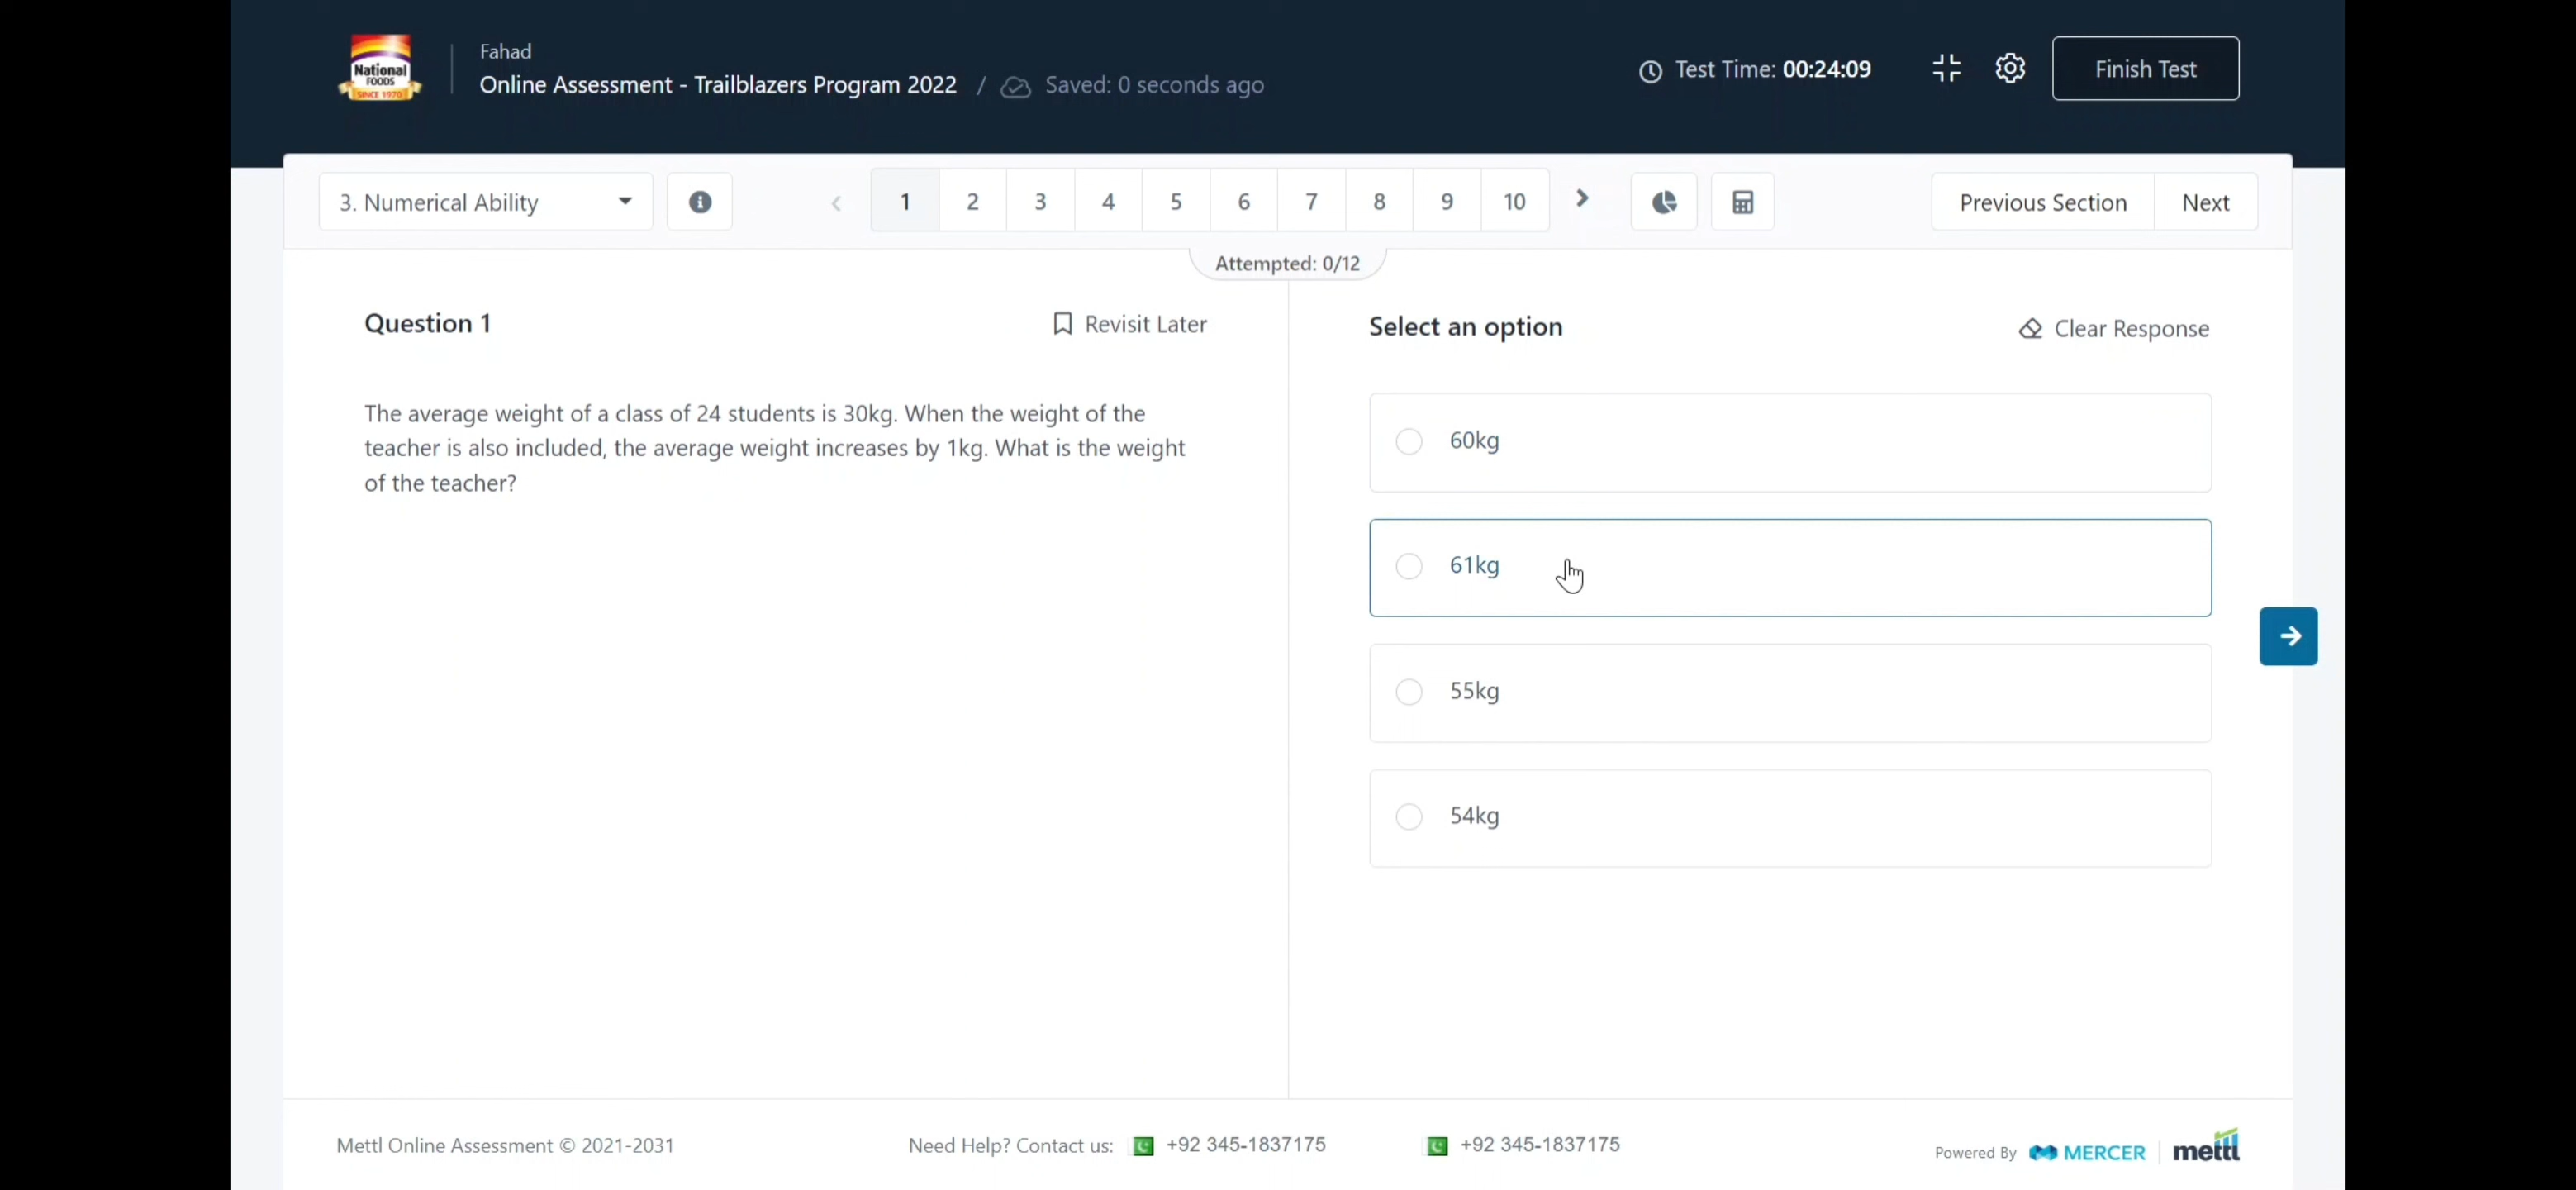 National
FOODS
SINCE 1970
Fahad
Online Assessment - Trailblazers Program 2022 / Saved: 0 seconds ago
Test Time: 00:24:09
Finish Test
3. Numerical Ability
1 2 3 4 5 6 7 8 9 10
Previous Section
Next
Attempted: 0/12
Question 1
Revisit Later
The average weight of a class of 24 students is 30kg. When the weight of the
teacher is also included, the average weight increases by 1kg. What is the weight
of the teacher?
Select an option
Clear Response
60kg
61kg
55kg
54kg
Mettl Online Assessment © 2021-2031
Need Help? Contact us: +92 345-1837175 +92 345-1837175
Powered By MERCER | mettl